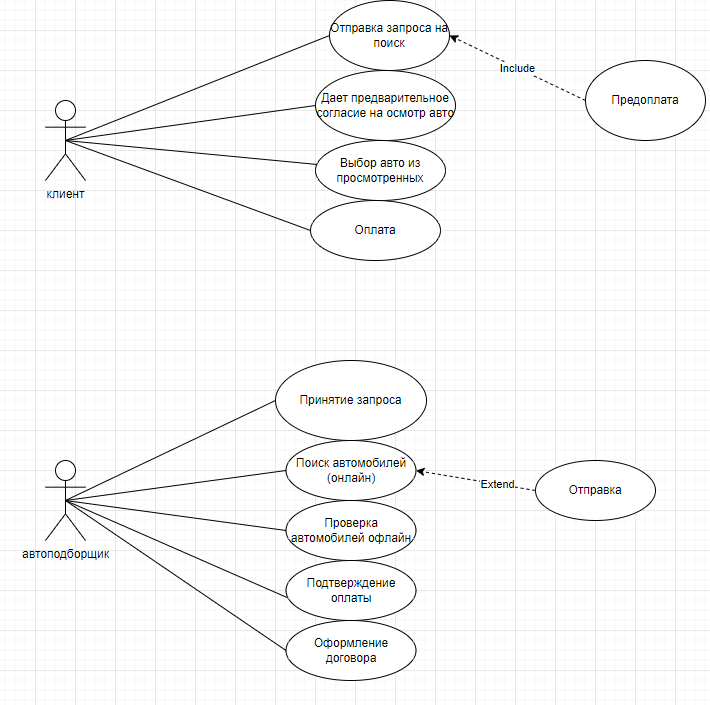 Отправка запроса на
поиск
Include
Предоплата
Дает предварительное
согласие на осмотр авто
Выбор авто из
просмотренных
клиент
Оплата
Принятие запроса
Поиск автомобилей
(онлайн)
Extend
Отправка
Проверка
автомобилей офлайн
автоподборщик
Подтверждение
оплаты
Оформление
договора